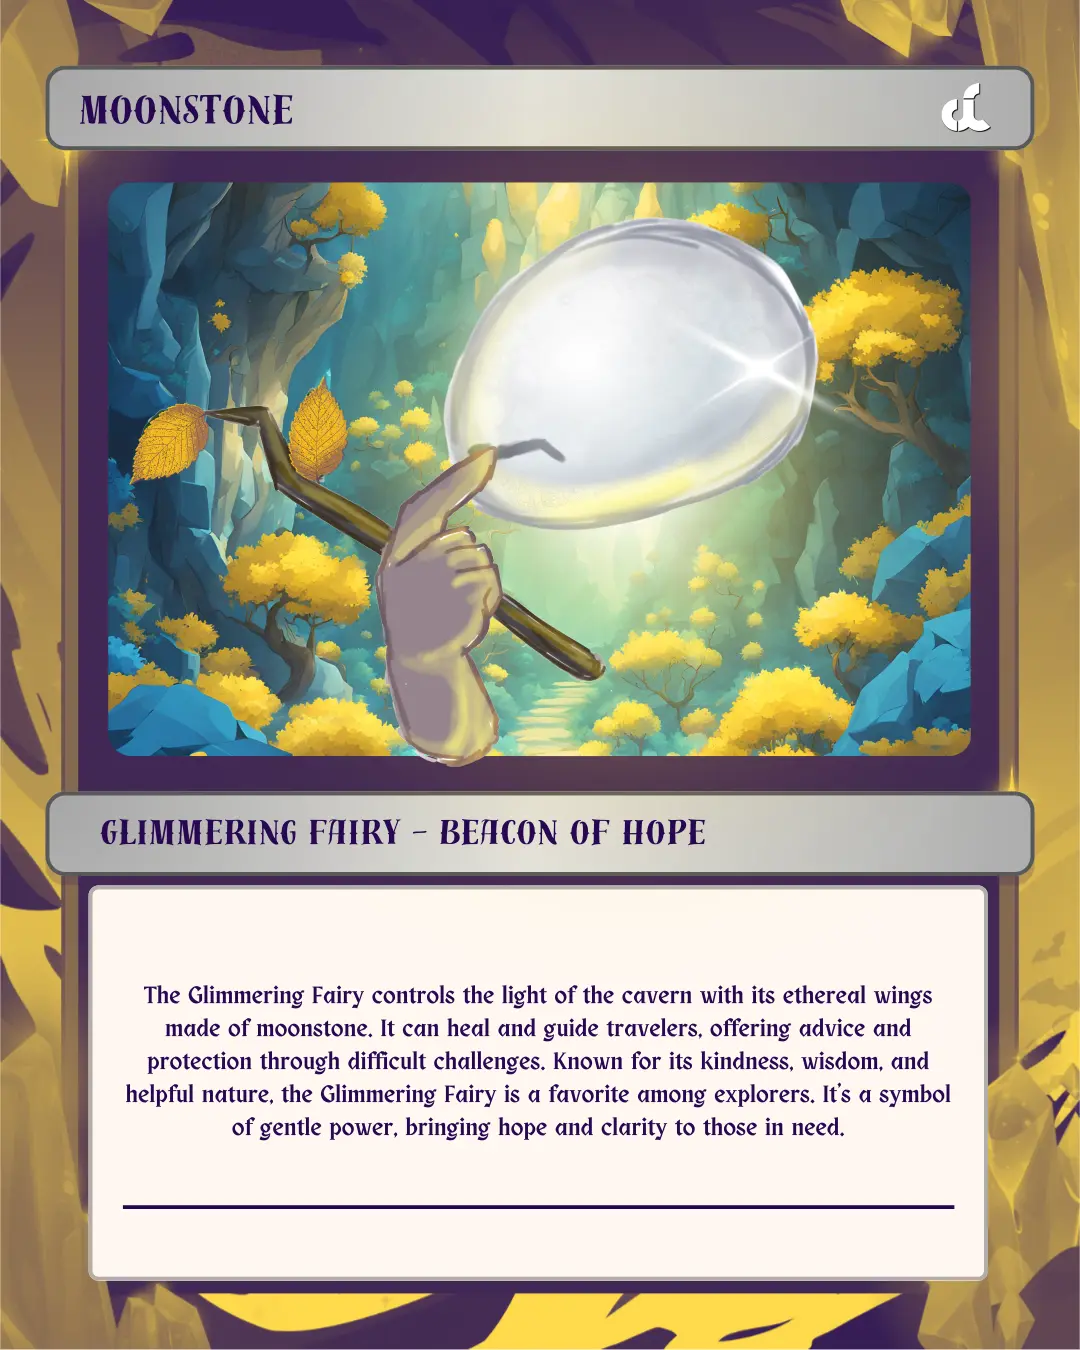 MOONSTONE
GLIMMERING FAIRY - BEACON OF HOPE
The Glimmering Fairy controls the light of the cavern with its ethereal wings
made of moonstone. It can heal and guide travelers, offering advice and
protection through difficult challenges. Known for its kindness, wisdom, and
helpful nature, the Glimmering Fairy is a favorite among explorers. It's a symbol
of gentle power, bringing hope and clarity to those in need.